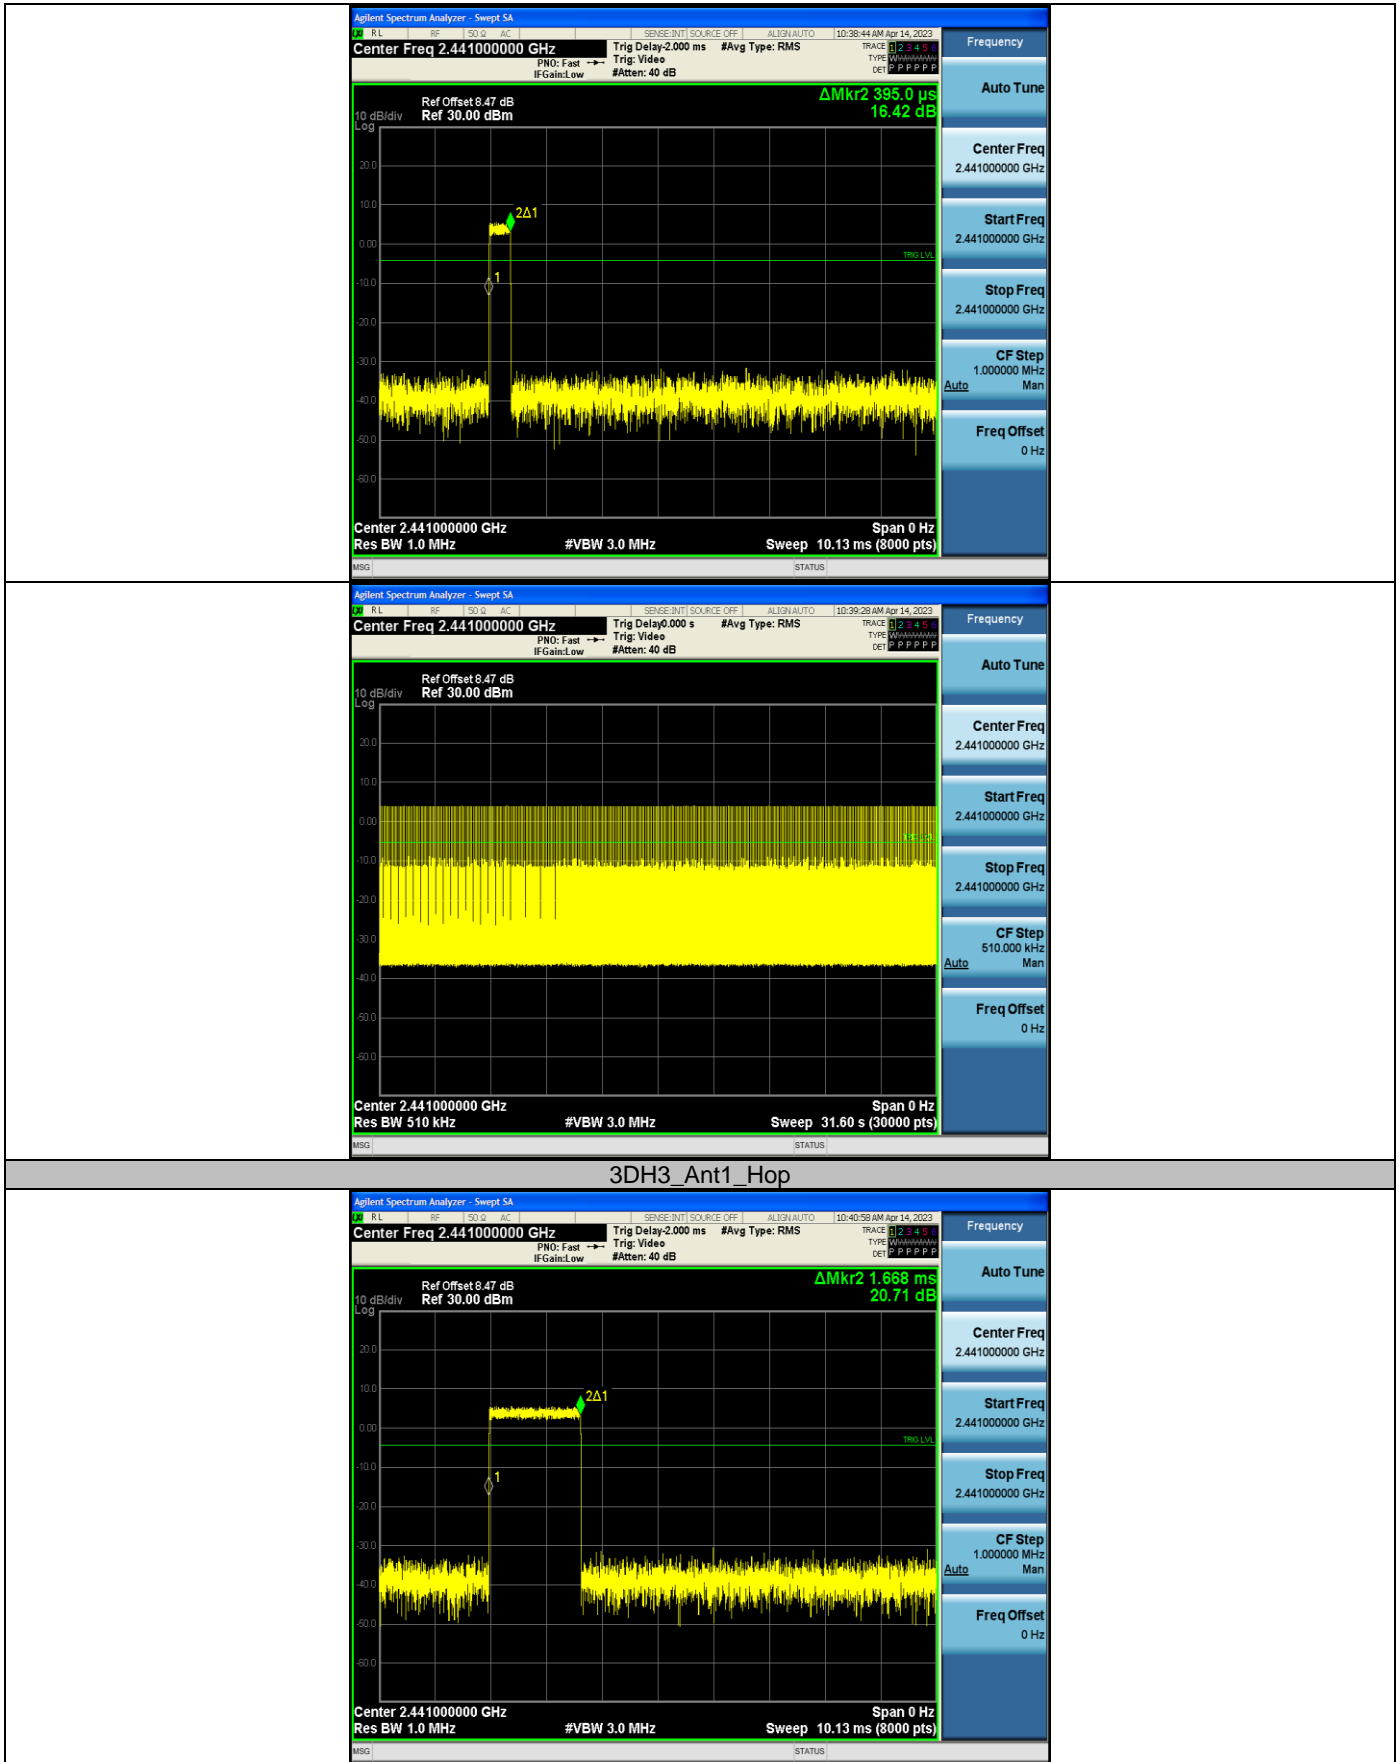 Agilent Spectrum Analyzer - Swept SA
RL RF 50 Ω AC SENSE:INT SOURCE OFF ALIGN AUTO 10:38:44 AM Apr 14, 2023
Center Freq 2.441000000 GHz Trig Delay-2.000 ms #Avg Type: RMS TRACE 1 2 3 4 5 6
PNO: Fast Trig: Video TYPE
IFGain:Low #Atten: 40 dB DET P P P P P P
ΔMkr2 395.0 µs
16.42 dB
Ref Offset 8.47 dB
10 dB/div Ref 30.00 dBm
Log
20.0
10.0
2Δ1
0.00
TRIG LVL
-10.0
1
-20.0
-30.0
-40.0
-50.0
-60.0
Center 2.441000000 GHz Span 0 Hz
Res BW 1.0 MHz #VBW 3.0 MHz Sweep 10.13 ms (8000 pts)
MSG STATUS
Frequency
Auto Tune
Center Freq
2.441000000 GHz
Start Freq
2.441000000 GHz
Stop Freq
2.441000000 GHz
CF Step
1.000000 MHz
Auto Man
Freq Offset
0 Hz
Agilent Spectrum Analyzer - Swept SA
RL RF 50 Ω AC SENSE:INT SOURCE OFF ALIGN AUTO 10:39:28 AM Apr 14, 2023
Center Freq 2.441000000 GHz Trig Delay0.000 s #Avg Type: RMS TRACE 1 2 3 4 5 6
PNO: Fast Trig: Video TYPE
IFGain:Low #Atten: 40 dB DET P P P P P P
Ref Offset 8.47 dB
10 dB/div Ref 30.00 dBm
Log
20.0
10.0
0.00
-10.0
-20.0
-30.0
-40.0
-50.0
-60.0
Center 2.441000000 GHz Span 0 Hz
Res BW 510 kHz #VBW 3.0 MHz Sweep 31.60 s (30000 pts)
MSG STATUS
Frequency
Auto Tune
Center Freq
2.441000000 GHz
Start Freq
2.441000000 GHz
Stop Freq
2.441000000 GHz
CF Step
510.000 kHz
Auto Man
Freq Offset
0 Hz
3DH3_Ant1_Hop
Agilent Spectrum Analyzer - Swept SA
RL RF 50 Ω AC SENSE:INT SOURCE OFF ALIGN AUTO 10:40:58 AM Apr 14, 2023
Center Freq 2.441000000 GHz Trig Delay-2.000 ms #Avg Type: RMS TRACE 1 2 3 4 5 6
PNO: Fast Trig: Video TYPE
IFGain:Low #Atten: 40 dB DET P P P P P P
ΔMkr2 1.668 ms
20.71 dB
Ref Offset 8.47 dB
10 dB/div Ref 30.00 dBm
Log
20.0
10.0
2Δ1
0.00
TRIG LVL
-10.0
1
-20.0
-30.0
-40.0
-50.0
-60.0
Center 2.441000000 GHz Span 0 Hz
Res BW 1.0 MHz #VBW 3.0 MHz Sweep 10.13 ms (8000 pts)
MSG STATUS
Frequency
Auto Tune
Center Freq
2.441000000 GHz
Start Freq
2.441000000 GHz
Stop Freq
2.441000000 GHz
CF Step
1.000000 MHz
Auto Man
Freq Offset
0 Hz